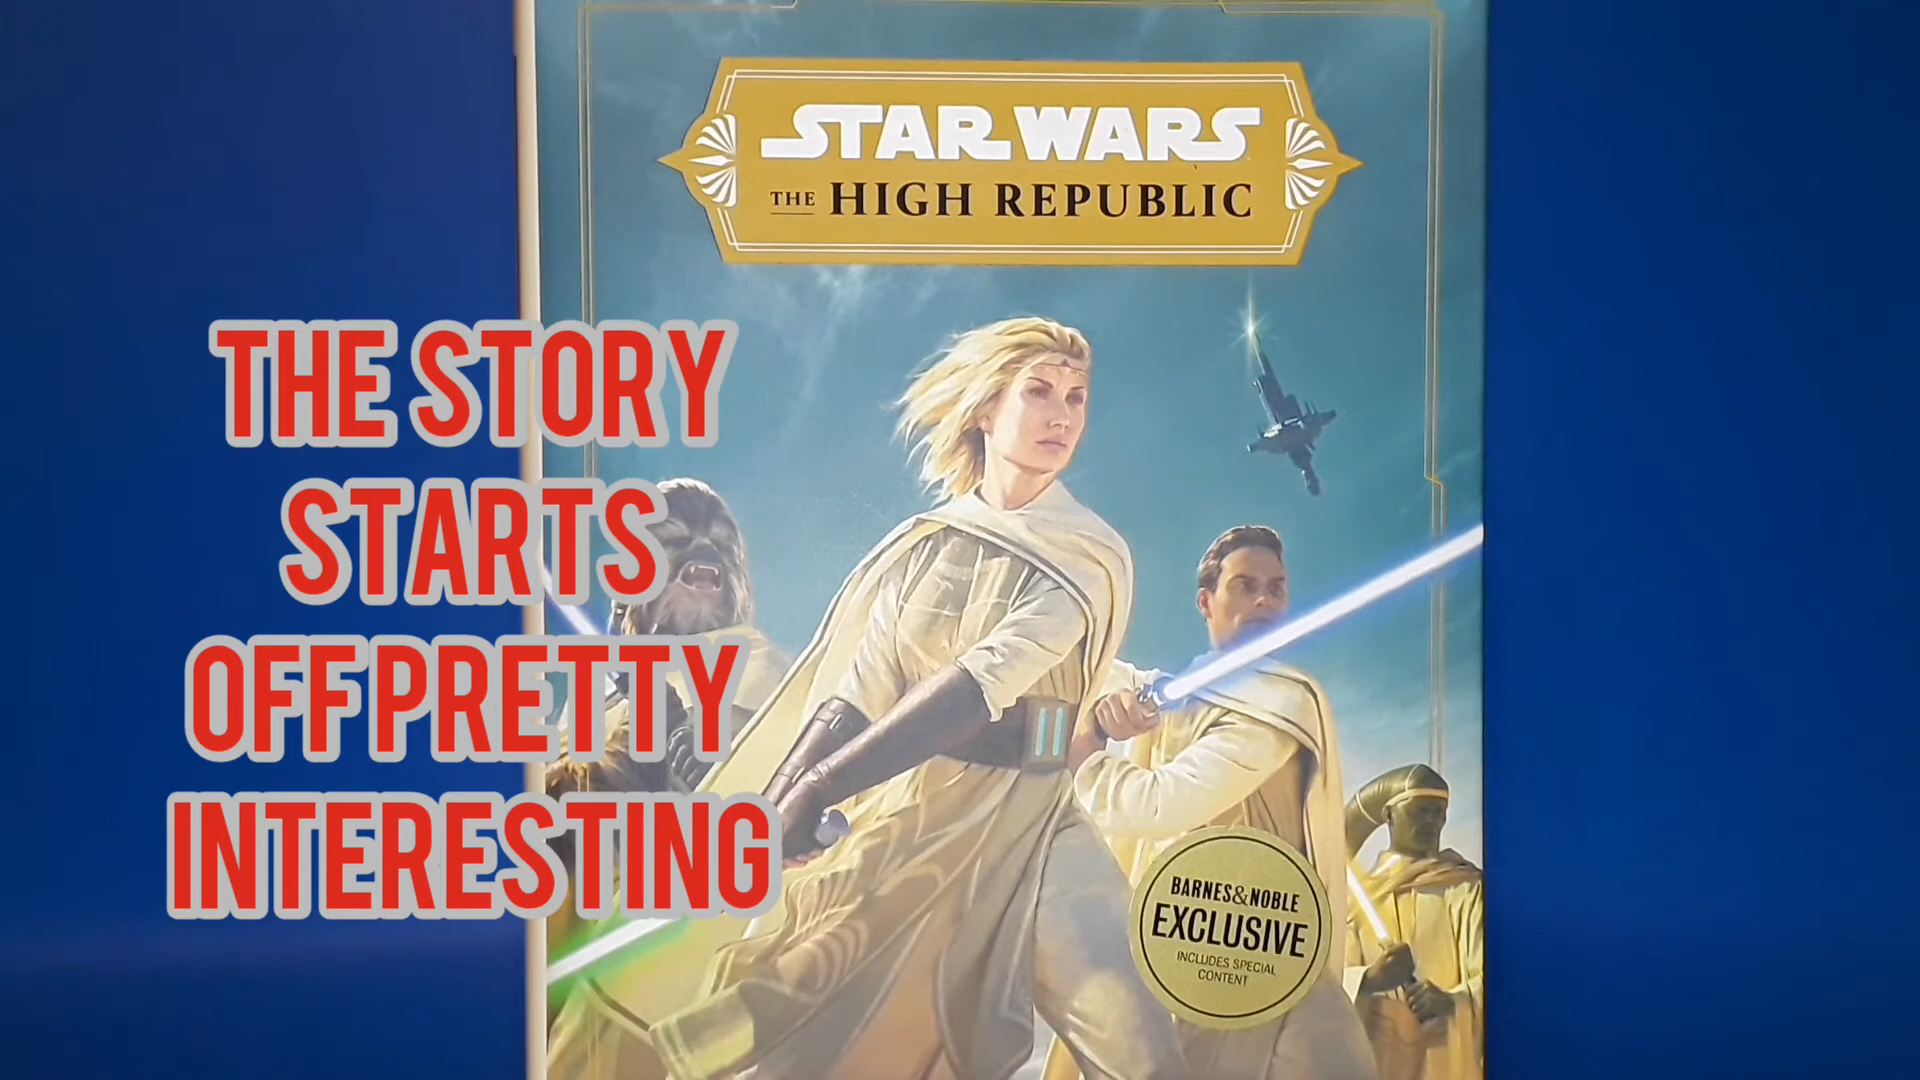 STAR WARS
THE HIGH REPUBLIC
THE STORY
STARTS
OFF PRETTY
INTERESTING
BARNES&NOBLE
EXCLUSIVE
INCLUDES SPECIAL
CONTENT